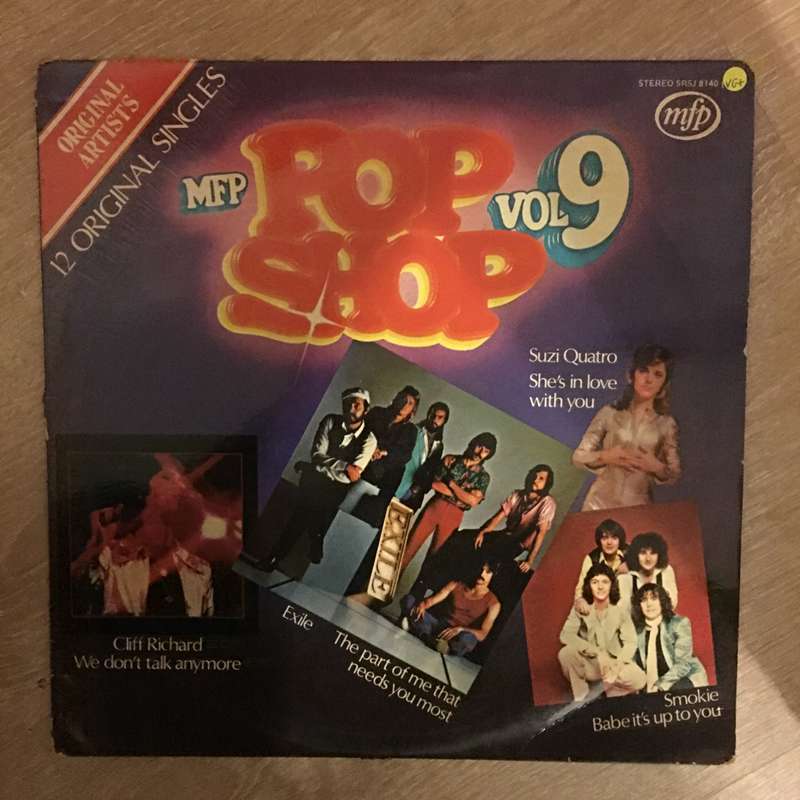 ORIGINAL
ARTISTS
12 ORIGINAL SINGLES
STEREO SRSJ 8140
VG+
mfp
MFP
POP
SHOP
VOL 9
Suzi Quatro
She's in love
with you
EXILE
Cliff Richard
We don't talk anymore
Exile
The part of me that
needs you most
Smokie
Babe it's up to you